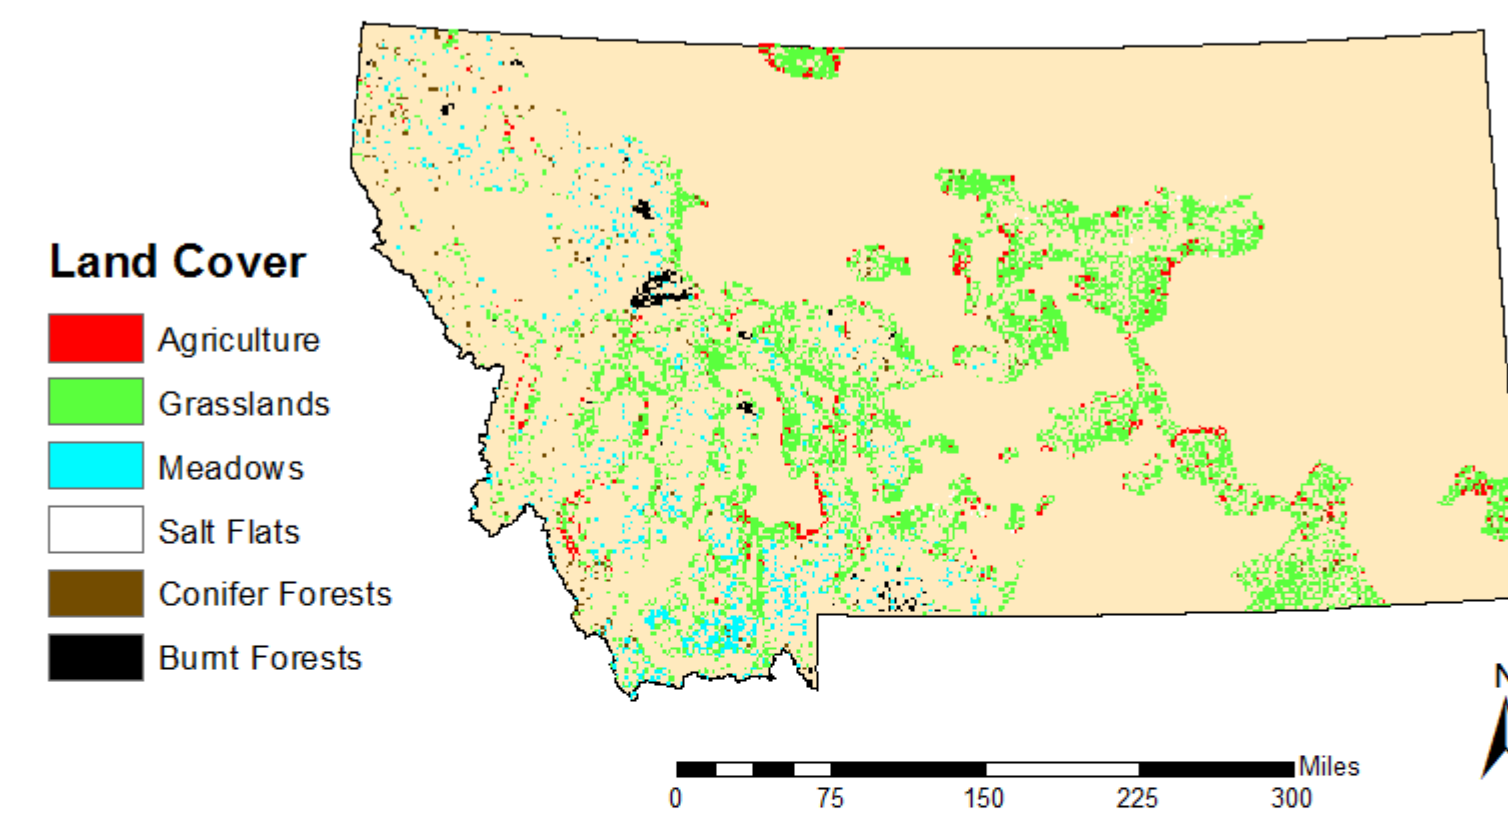 Land Cover
Agriculture
Grasslands
Meadows
Salt Flats
Conifer Forests
Burnt Forests
N
Miles
0 75 150 225 300